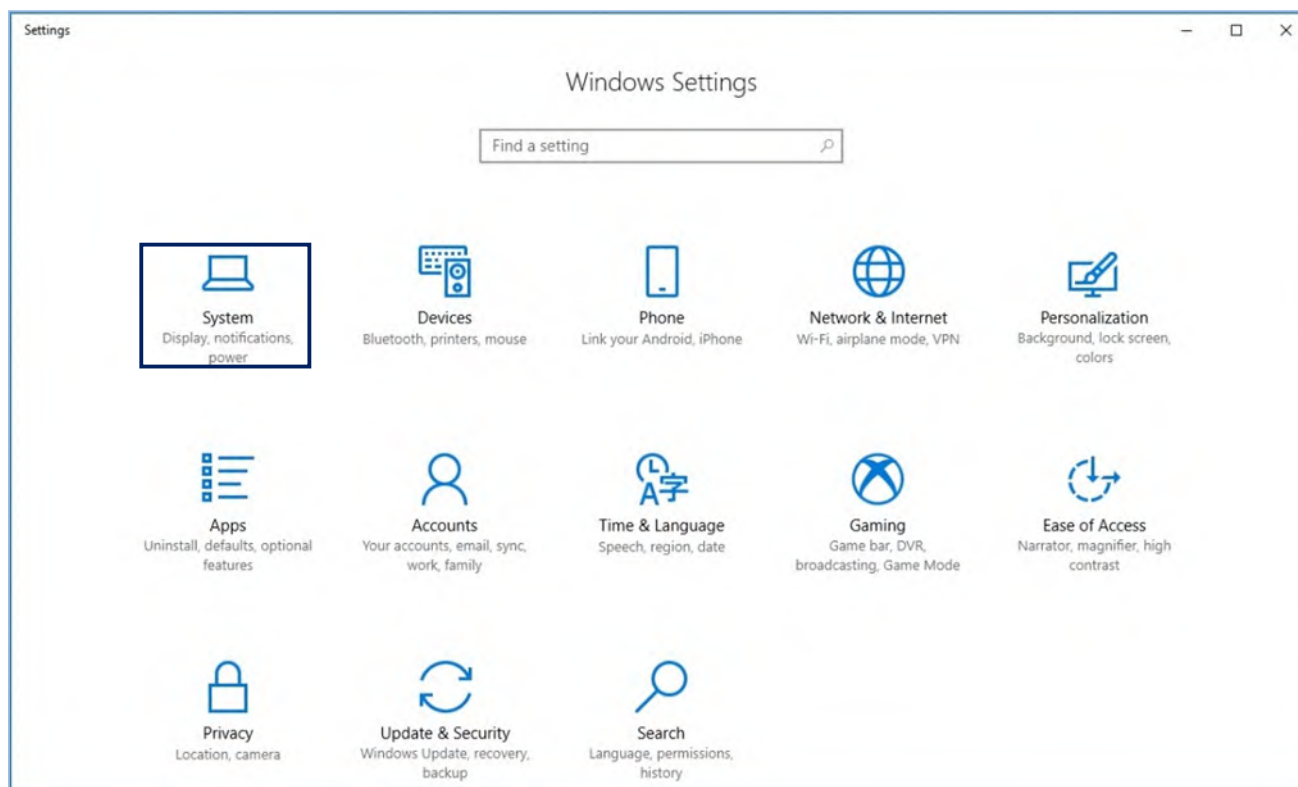 Settings
Windows Settings
Find a setting
System
Display, notifications,
power
Devices
Bluetooth, printers, mouse
Phone
Link your Android, iPhone
Network & Internet
Wi-Fi, airplane mode, VPN
Personalization
Background, lock screen,
colors
Apps
Uninstall, defaults, optional
features
Accounts
Your accounts, email, sync,
work, family
Time & Language
Speech, region, date
Gaming
Game bar, DVR,
broadcasting, Game Mode
Ease of Access
Narrator, magnifier, high
contrast
Privacy
Location, camera
Update & Security
Windows Update, recovery,
backup
Search
Language, permissions,
history